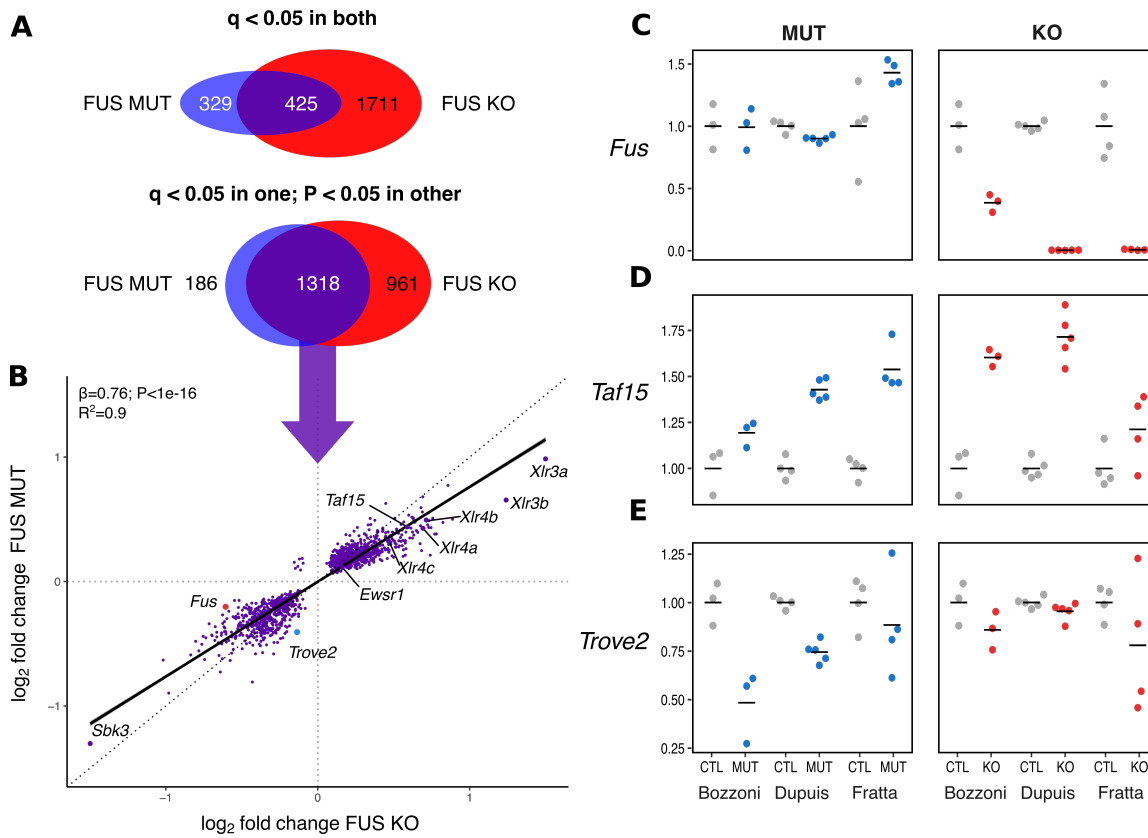 A
q < 0.05 in both
FUS MUT 329 425 1711 FUS KO
q < 0.05 in one; P < 0.05 in other
FUS MUT 186 1318 961 FUS KO
B
β=0.76; P<1e-16
R²=0.9
log₂ fold change FUS MUT
1
0
−1
Xlr3a
Xlr3b
Taf15
Xlr4b
Xlr4a
Xlr4c
Ewsr1
Fus
Trove2
Sbk3
−1 0 1
log₂ fold change FUS KO
C
MUT KO
Fus
1.5
1.0
0.5
0.0
D
Taf15
1.75
1.50
1.25
1.00
E
Trove2
1.25
1.00
0.75
0.50
0.25
CTL MUT CTL MUT CTL MUT CTL KO CTL KO CTL KO
Bozzoni Dupuis Fratta Bozzoni Dupuis Fratta